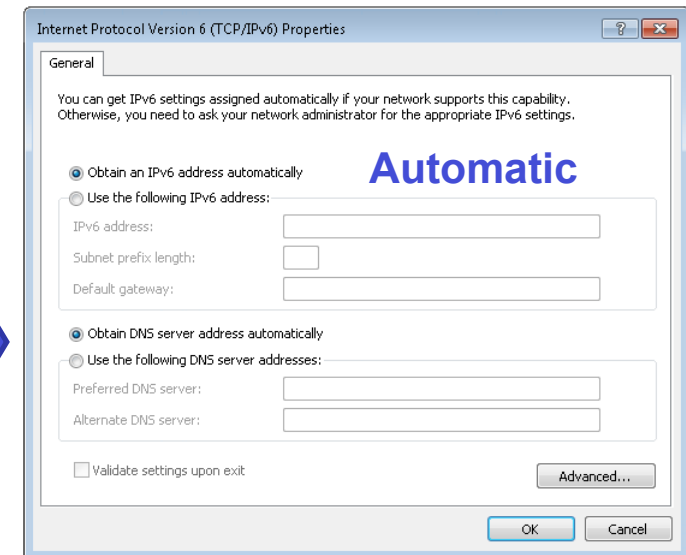 Internet Protocol Version 6 (TCP/IPv6) Properties
General
You can get IPv6 settings assigned automatically if your network supports this capability.
Otherwise, you need to ask your network administrator for the appropriate IPv6 settings.
Automatic
Obtain an IPv6 address automatically
Use the following IPv6 address:
IPv6 address:
Subnet prefix length:
Default gateway:
Obtain DNS server address automatically
Use the following DNS server addresses:
Preferred DNS server:
Alternate DNS server:
Validate settings upon exit
Advanced...
OK Cancel